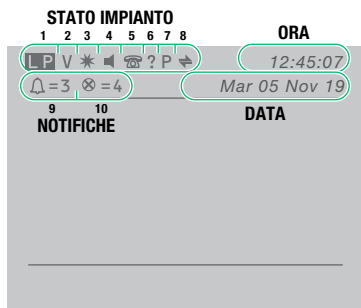 STATO IMPIANTO
ORA
1 2 3 4 5 6 7 8
LP V ? P 12:45:07
=3 =4 Mar 05 Nov 19
9 10
NOTIFICHE
DATA